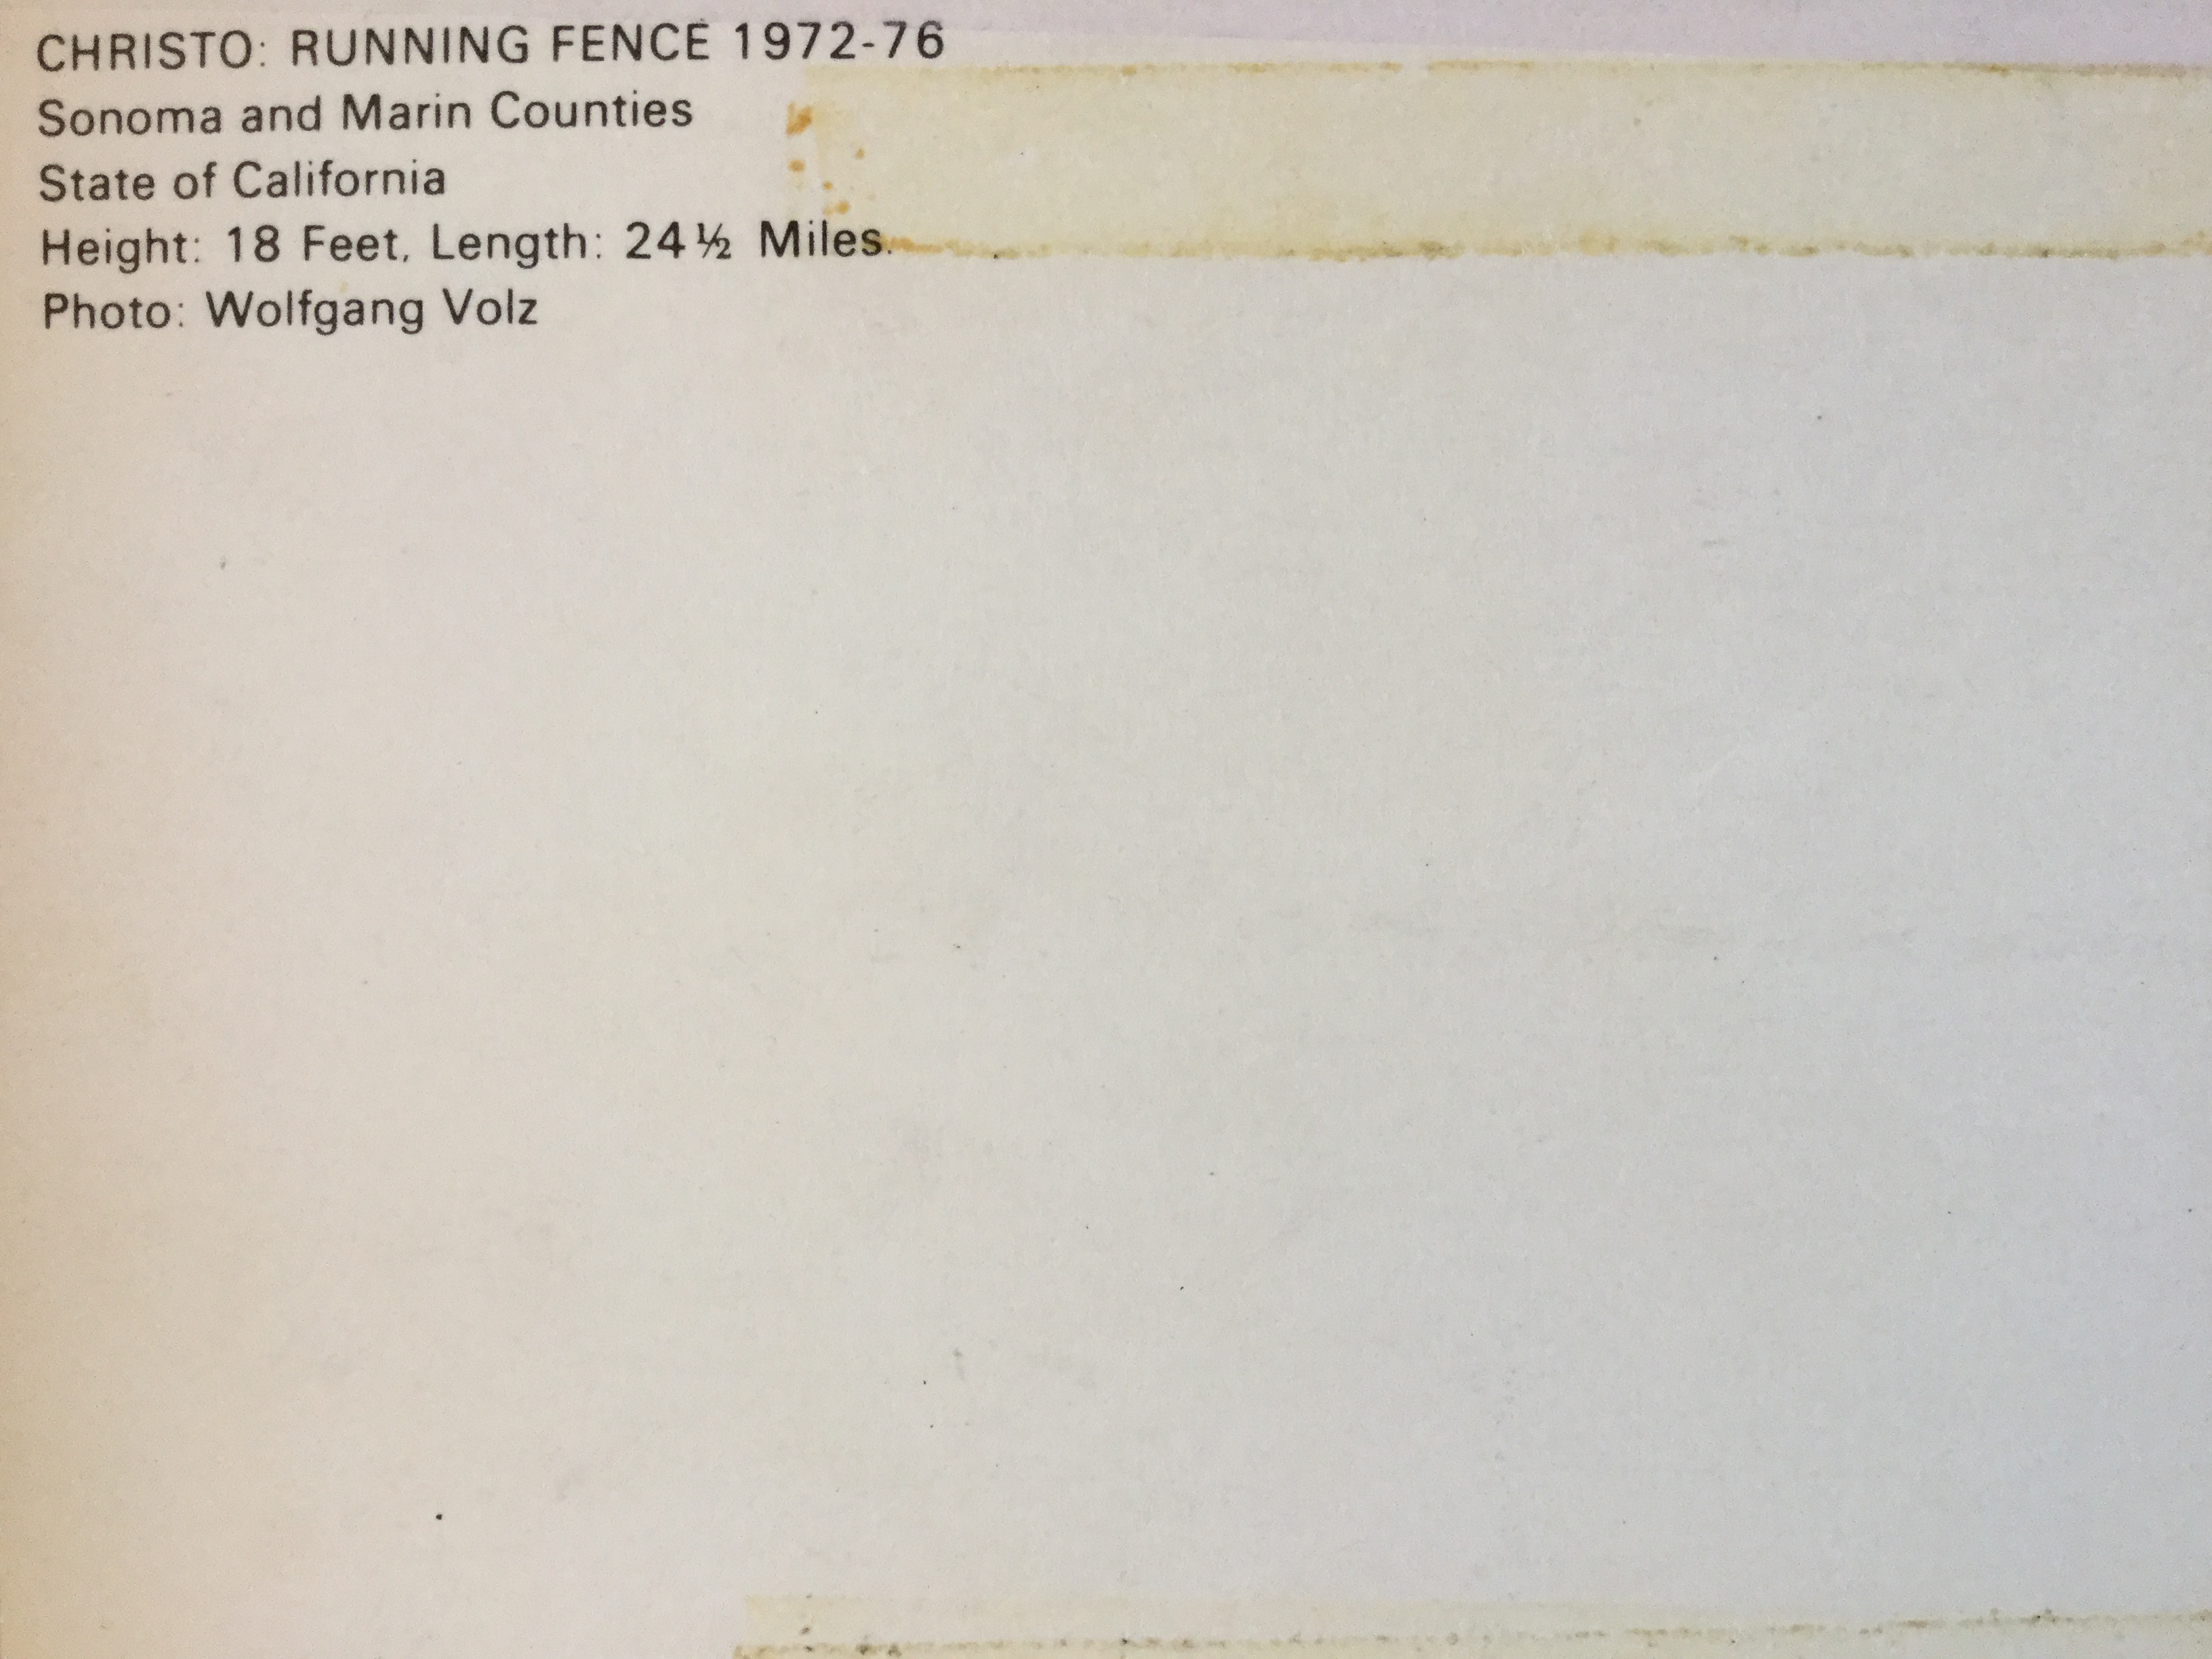 CHRISTO: RUNNING FENCE 1972-76
Sonoma and Marin Counties
State of California
Height: 18 Feet, Length: 24½ Miles.
Photo: Wolfgang Volz